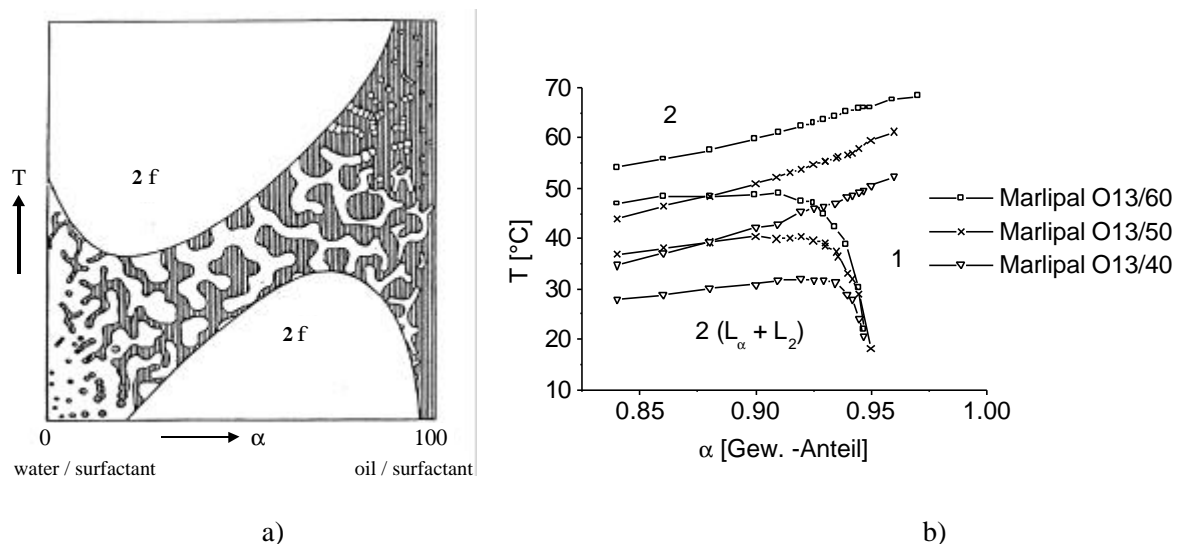 2 f
T
2 f
0
α
100
water / surfactant
oil / surfactant
a)
T [°C]
70
60
50
40
30
20
10
2
1
2 (Lα + L2)
0.85
0.90
0.95
1.00
α [Gew. -Anteil]
Marlipal O13/60
Marlipal O13/50
Marlipal O13/40
b)